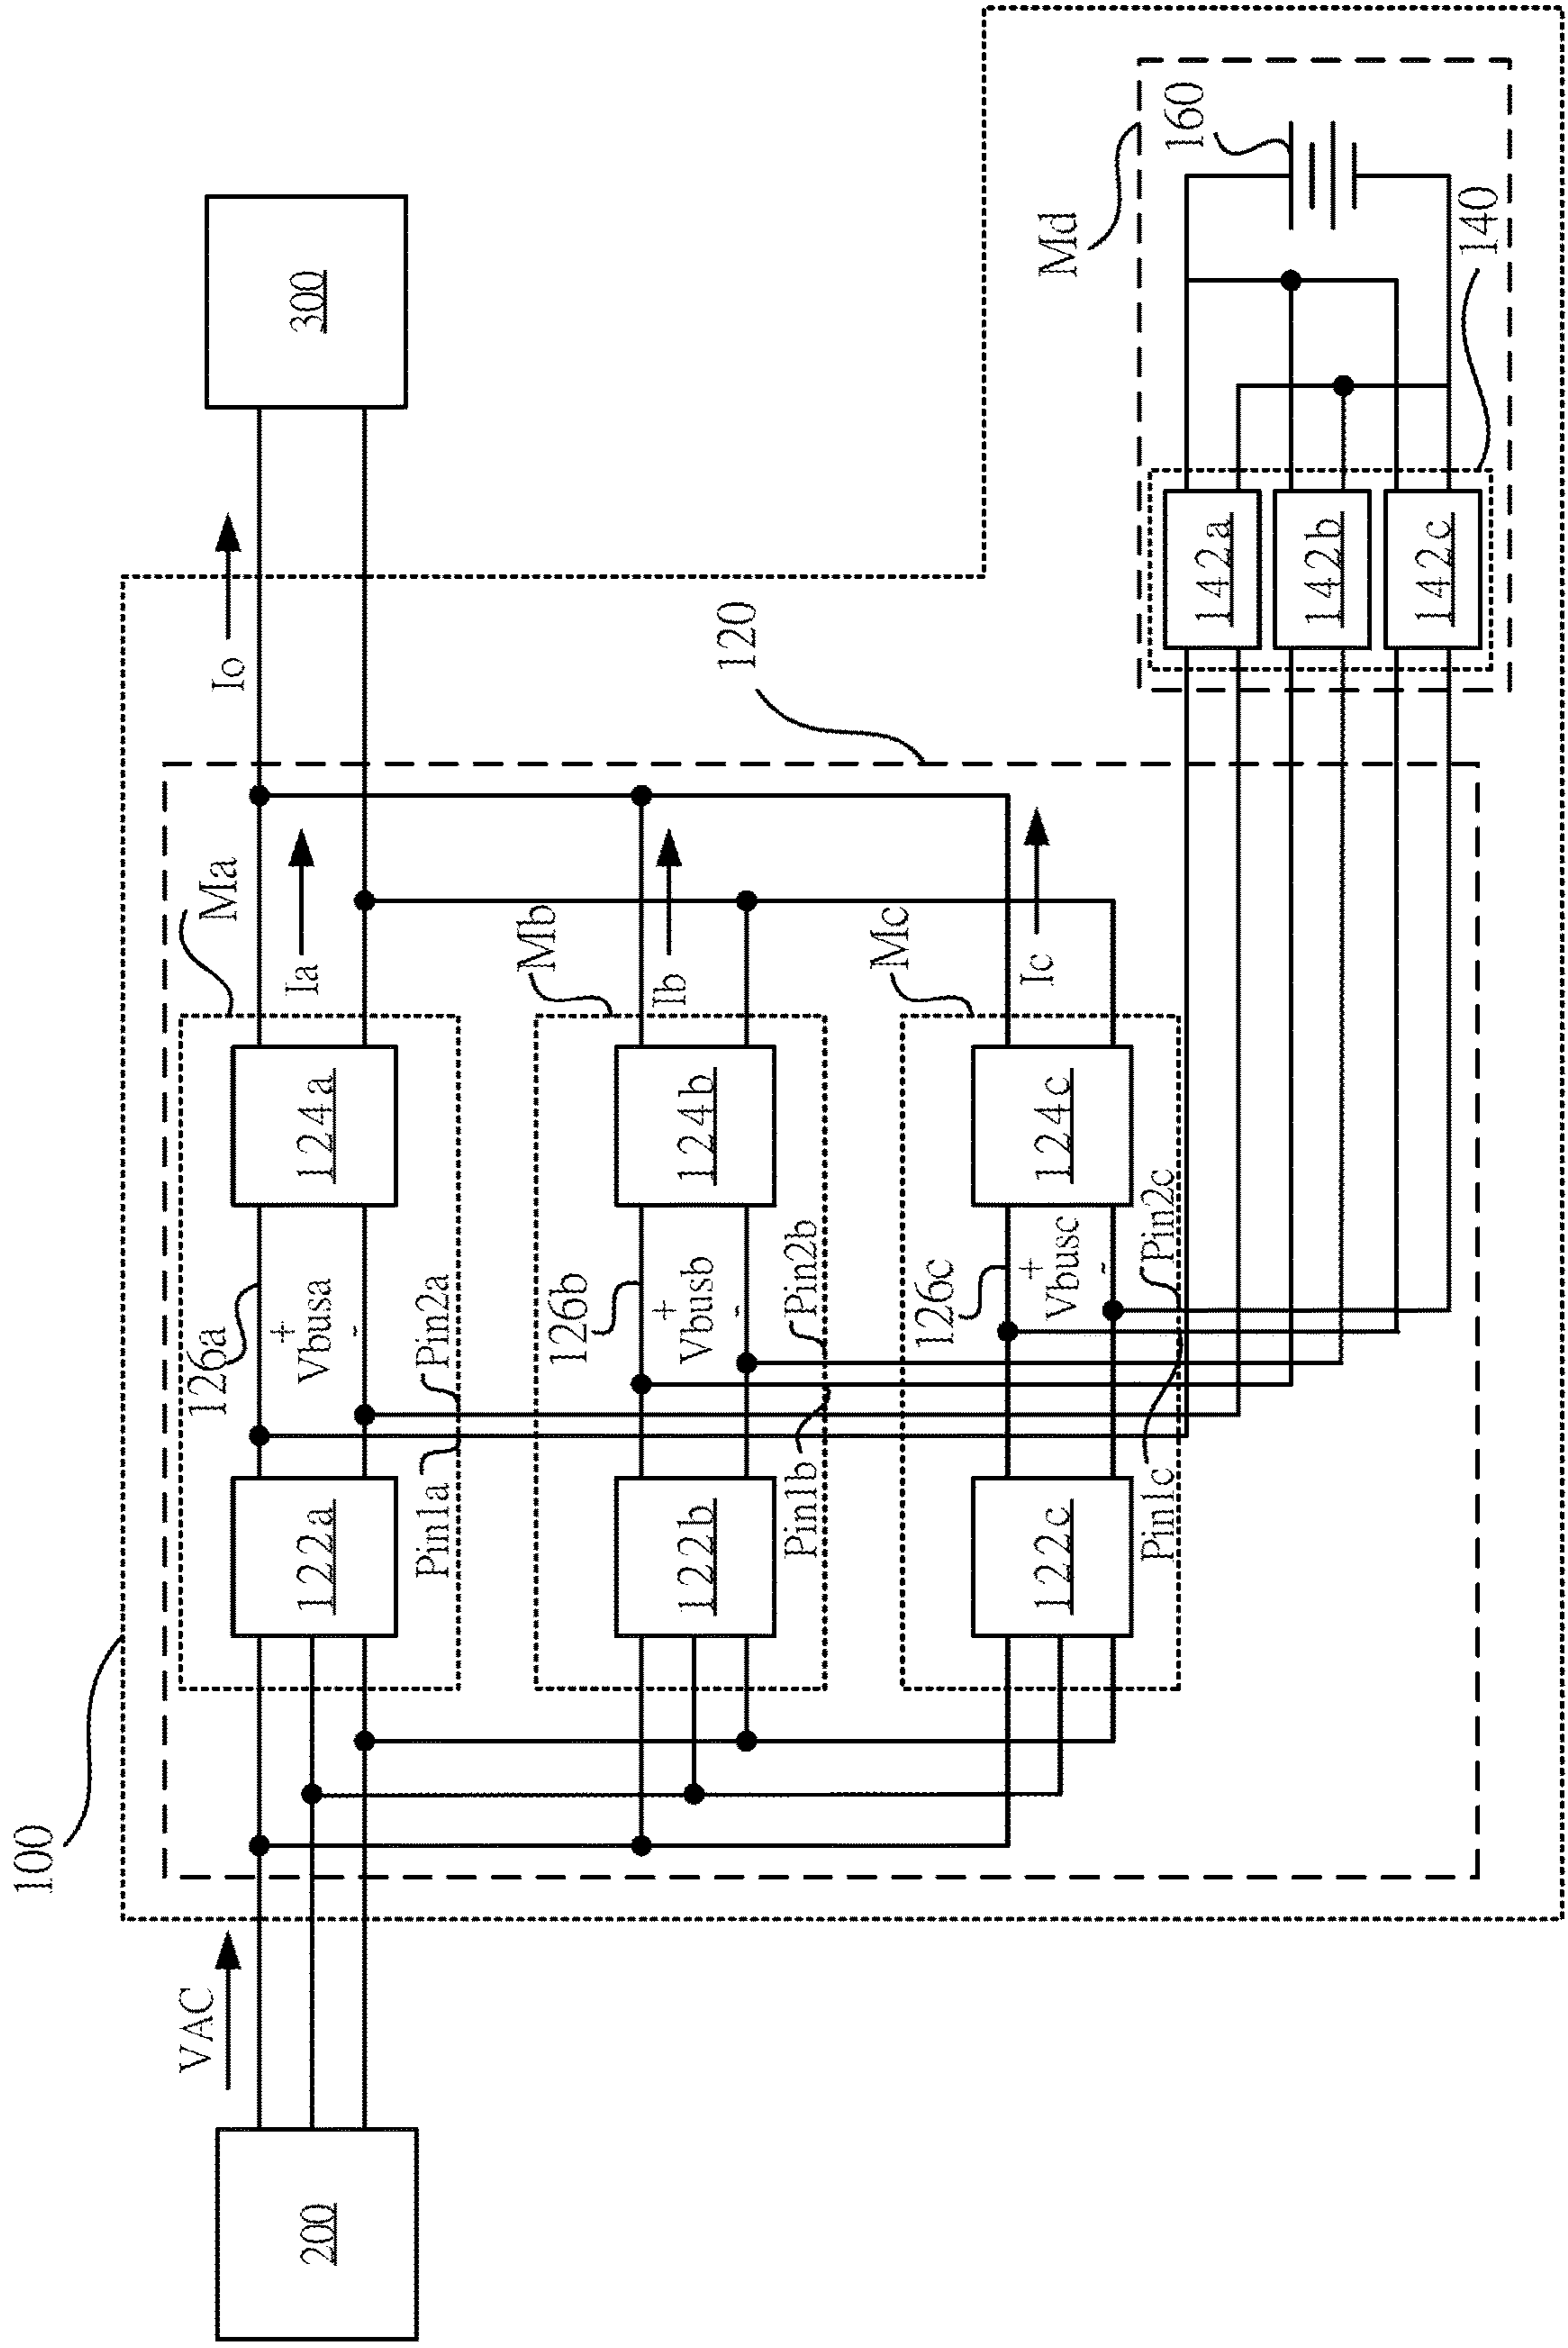 100
200
VAC
300
Io
120
Ma
Ia
122a
124a
126a
+
Vbusa
-
Pin1a
Pin2a
Mb
Ib
122b
124b
126b
+
Vbusb
-
Pin1b
Pin2b
Mc
Ic
122c
124c
126c
+
Vbusc
-
Pin1c
Pin2c
Md
160
140
142a
142b
142c